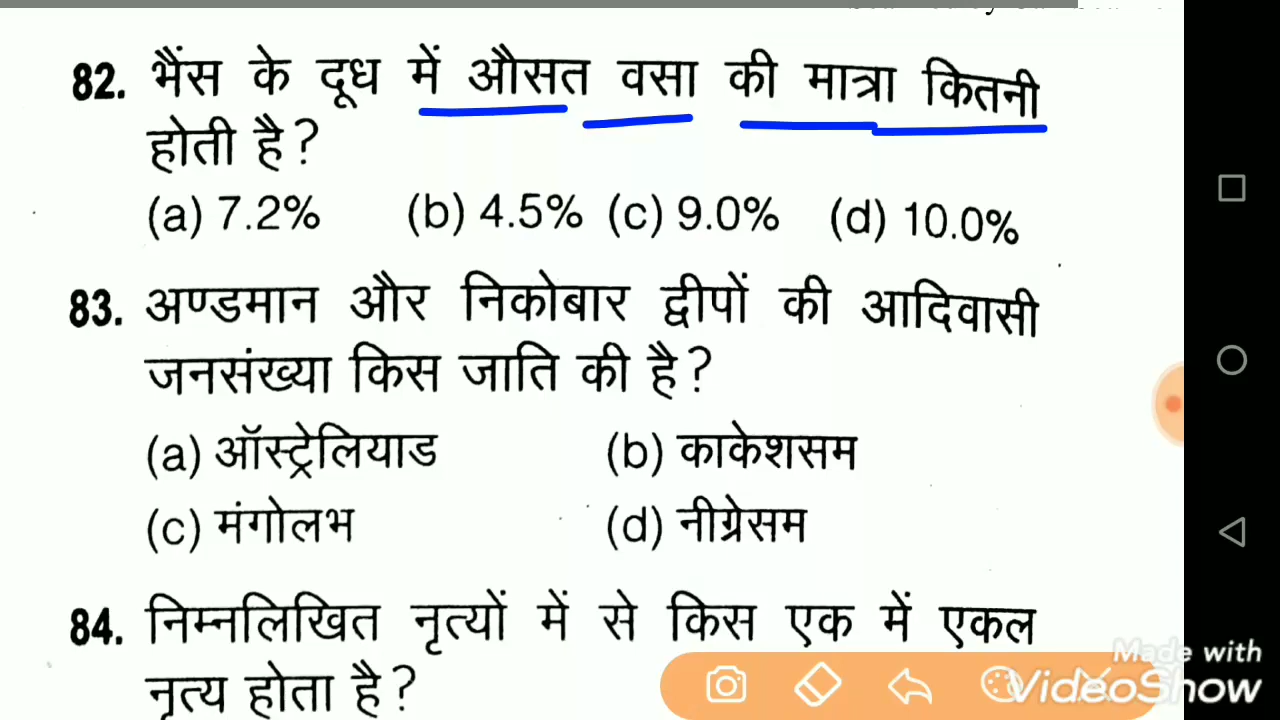 82. भैंस के दूध में औसत वसा की मात्रा कितनी
होती है?
(a) 7.2% (b) 4.5% (c) 9.0% (d) 10.0%
83. अण्डमान और निकोबार द्वीपों की आदिवासी
जनसंख्या किस जाति की है?
(a) ऑस्ट्रेलियाड (b) काकेशसम
(c) मंगोलभ (d) नीग्रेसम
84. निम्नलिखित नृत्यों में से किस एक में एकल
नृत्य होता है?
Made with
VideoShow